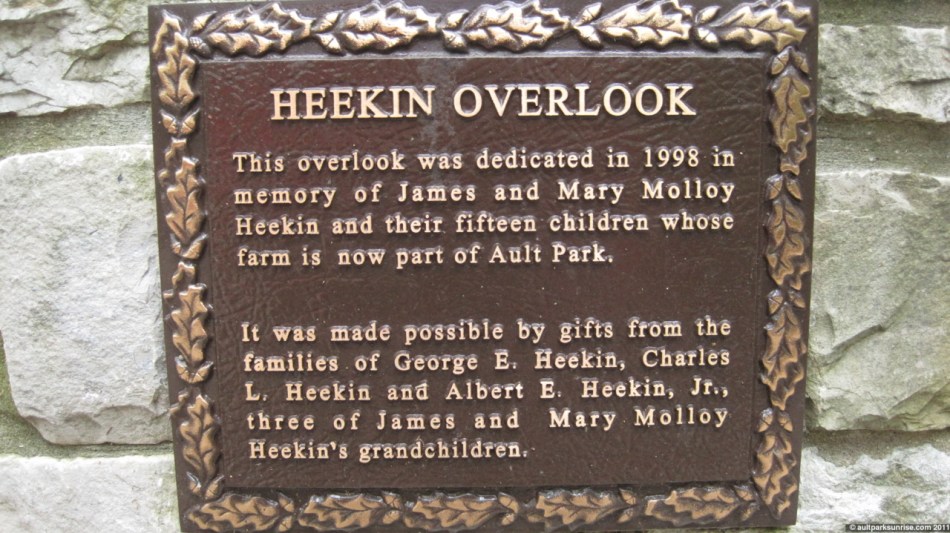 HEEKIN OVERLOOK
This overlook was dedicated in 1998 in
memory of James and Mary Molloy
Heekin and their fifteen children whose
farm is now part of Ault Park.
It was made possible by gifts from the
families of George E. Heekin, Charles
L. Heekin and Albert E. Heekin, Jr.,
three of James and Mary Molloy
Heekin's grandchildren.
© aultparksunrise.com 2011